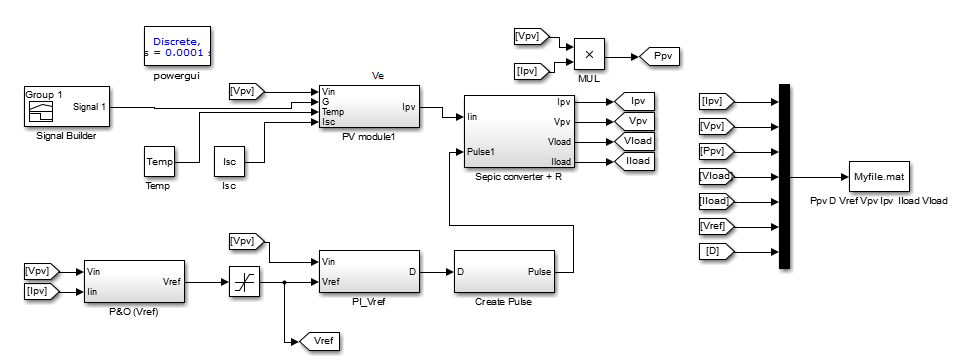 Discrete,
s = 0.0001 s
powergui
Group 1
Signal 1
Signal Builder
Temp
Temp
Isc
Isc
[Vpv]
Ve
Vin
G
Temp
Isc
Ipv
PV module1
[Vpv]
[Ipv]
×
MUL
Ppv
Iin
Pulse1
Ipv
Vpv
Vload
Iload
Sepic converter + R
Ipv
Vpv
Vload
Iload
[Ipv]
[Vpv]
[Ppv]
[Vload]
[Iload]
[Vref]
[D]
Myfile.mat
Ppv D Vref Vpv Ipv Iload Vload
[Vpv]
[Ipv]
Vin
Iin
Vref
P&O (Vref)
[Vpv]
Vin
Vref
D
PI_Vref
D
Pulse
Create Pulse
Vref